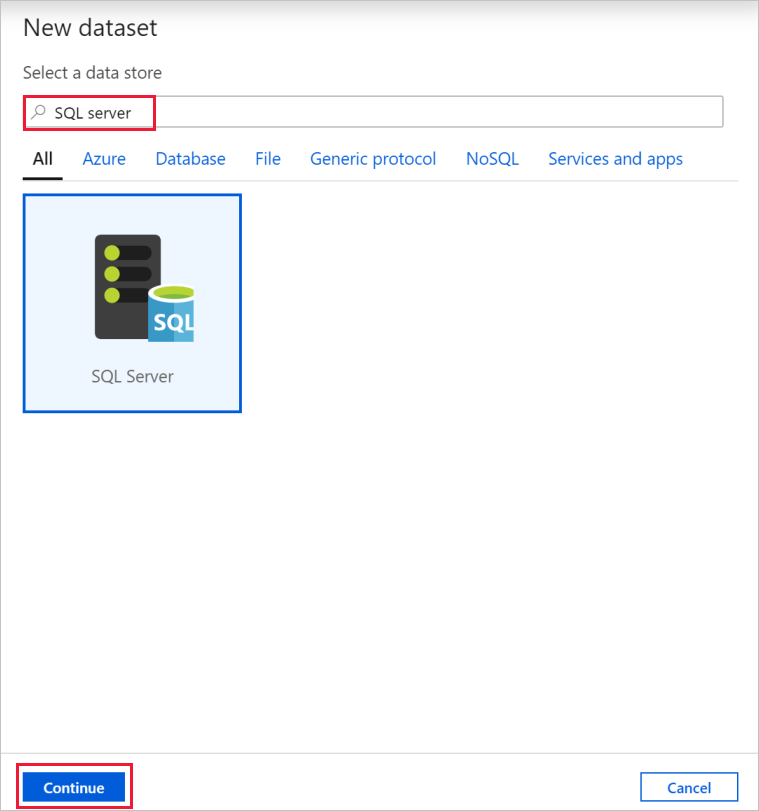 New dataset
Select a data store
SQL server
All Azure Database File Generic protocol NoSQL Services and apps
SQL
SQL Server
Continue Cancel